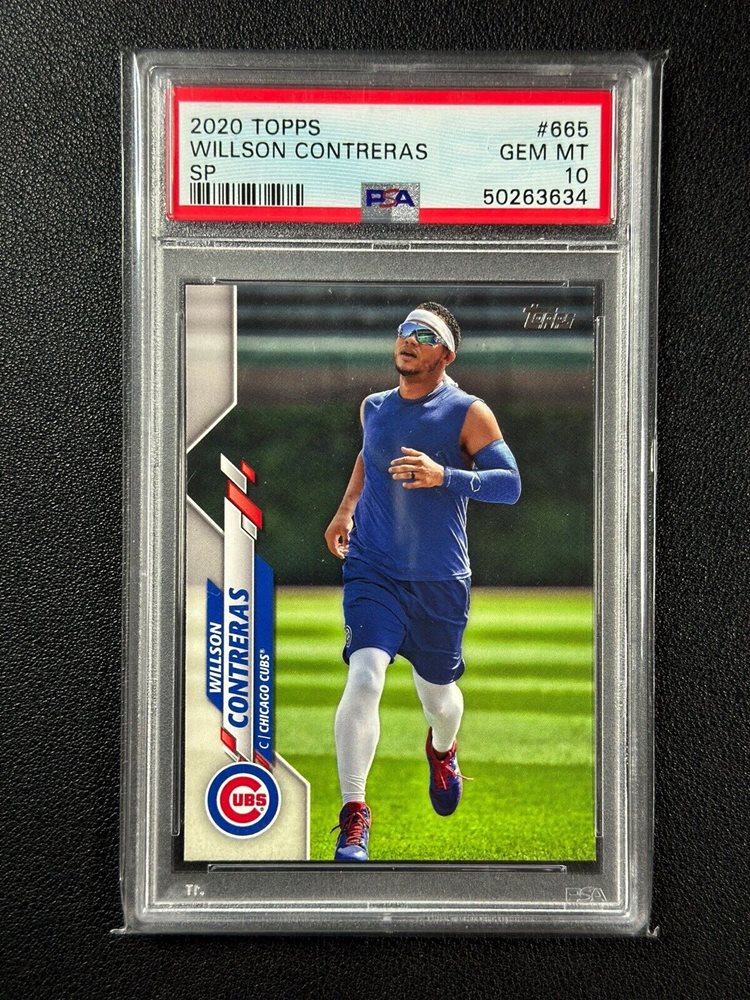 2020 TOPPS #665
WILLSON CONTRERAS GEM MT
SP 10
PSA 50263634
Topps
WILLSON
CONTRERAS
C | CHICAGO CUBS®
CUBS
PSA